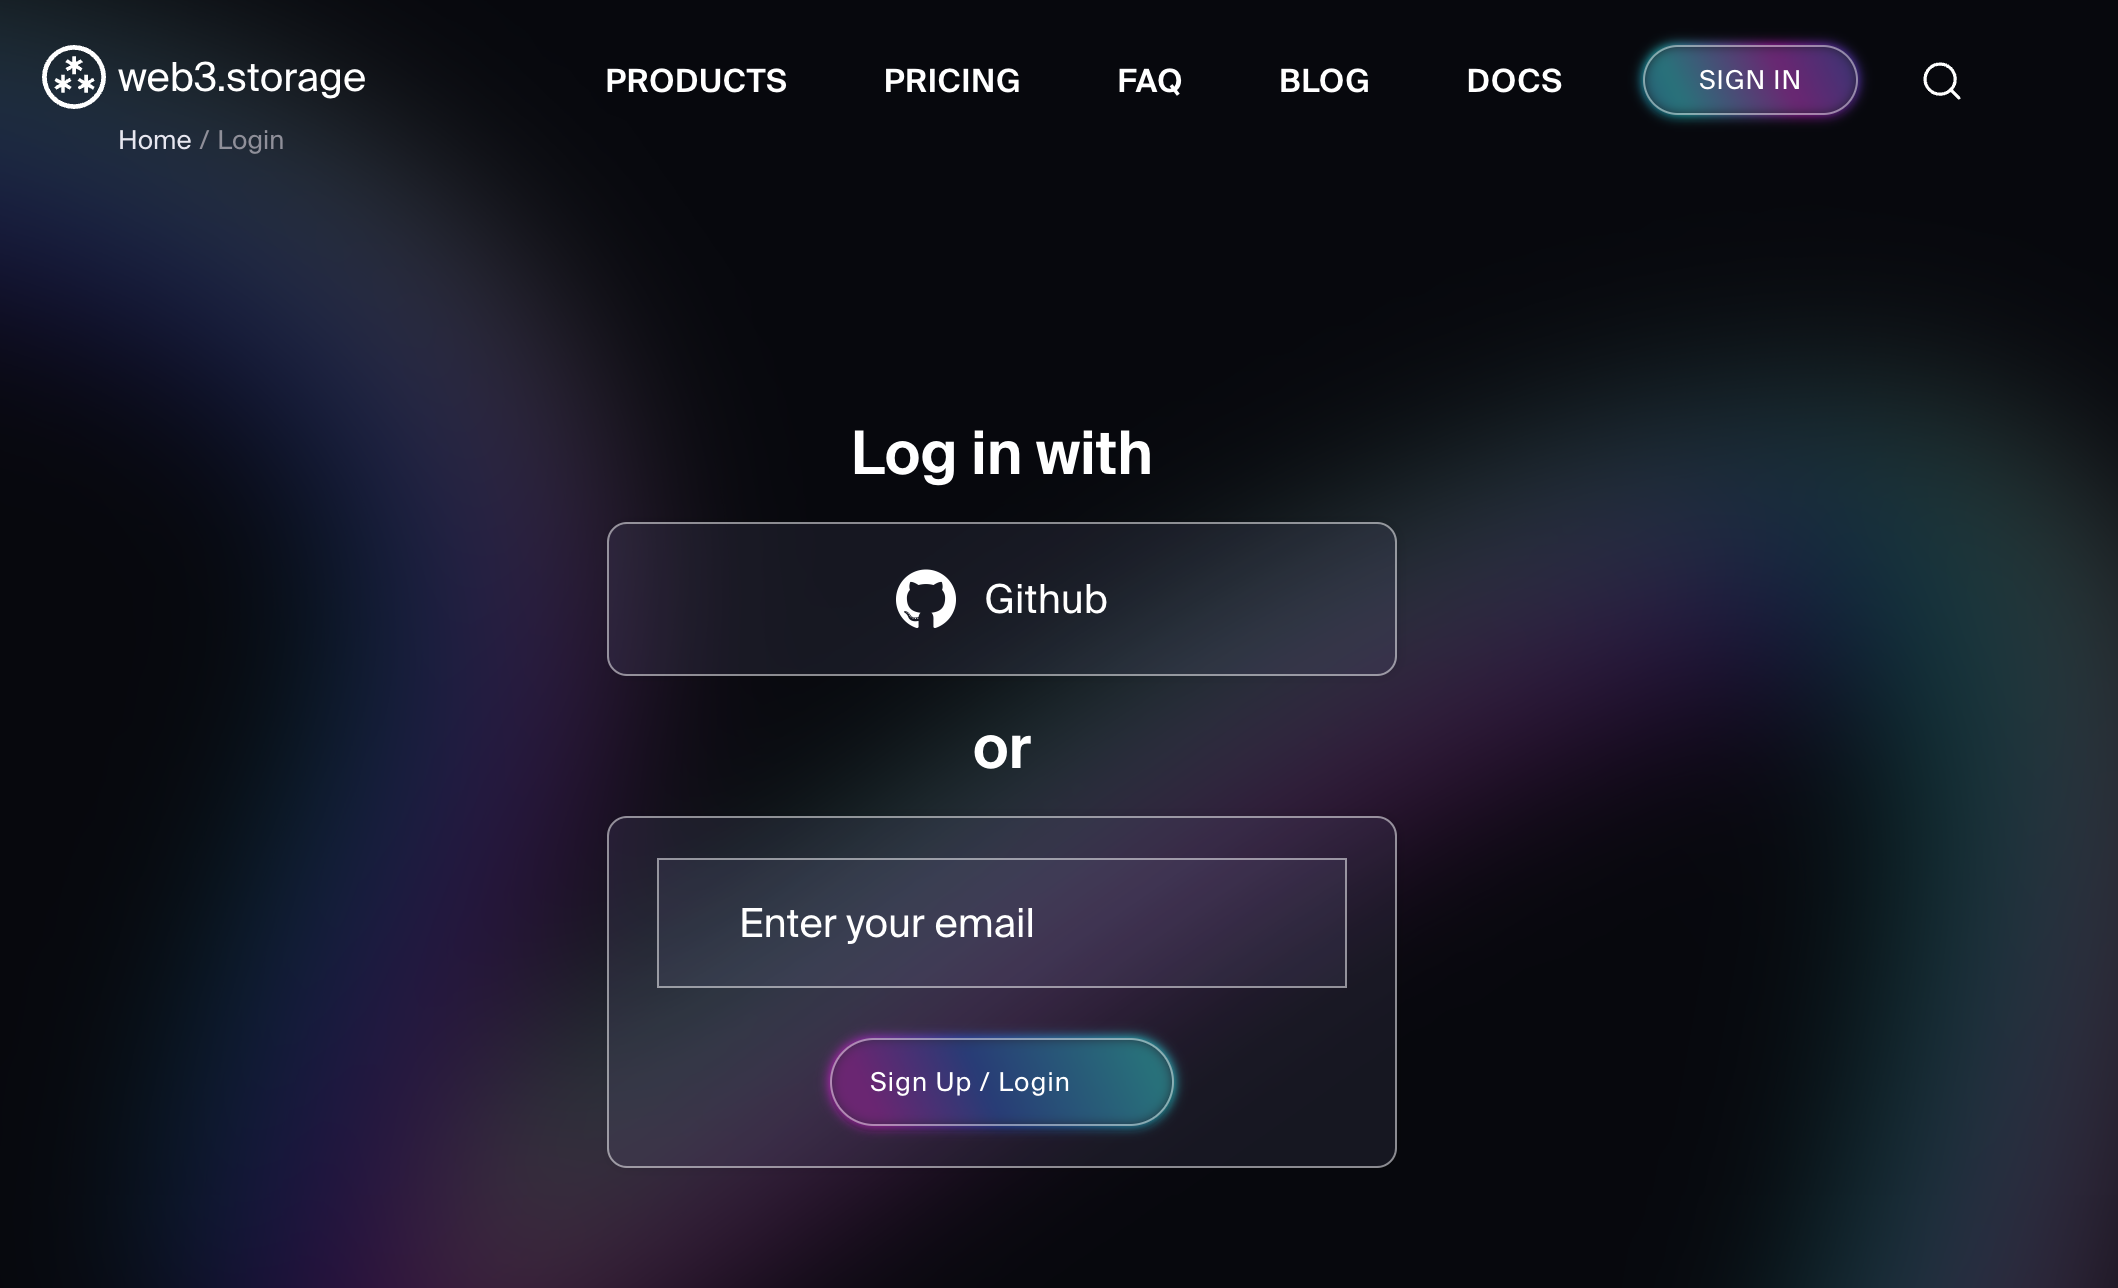 web3.storage
PRODUCTS PRICING FAQ BLOG DOCS SIGN IN
Home / Login
Log in with
Github
or
Enter your email
Sign Up / Login